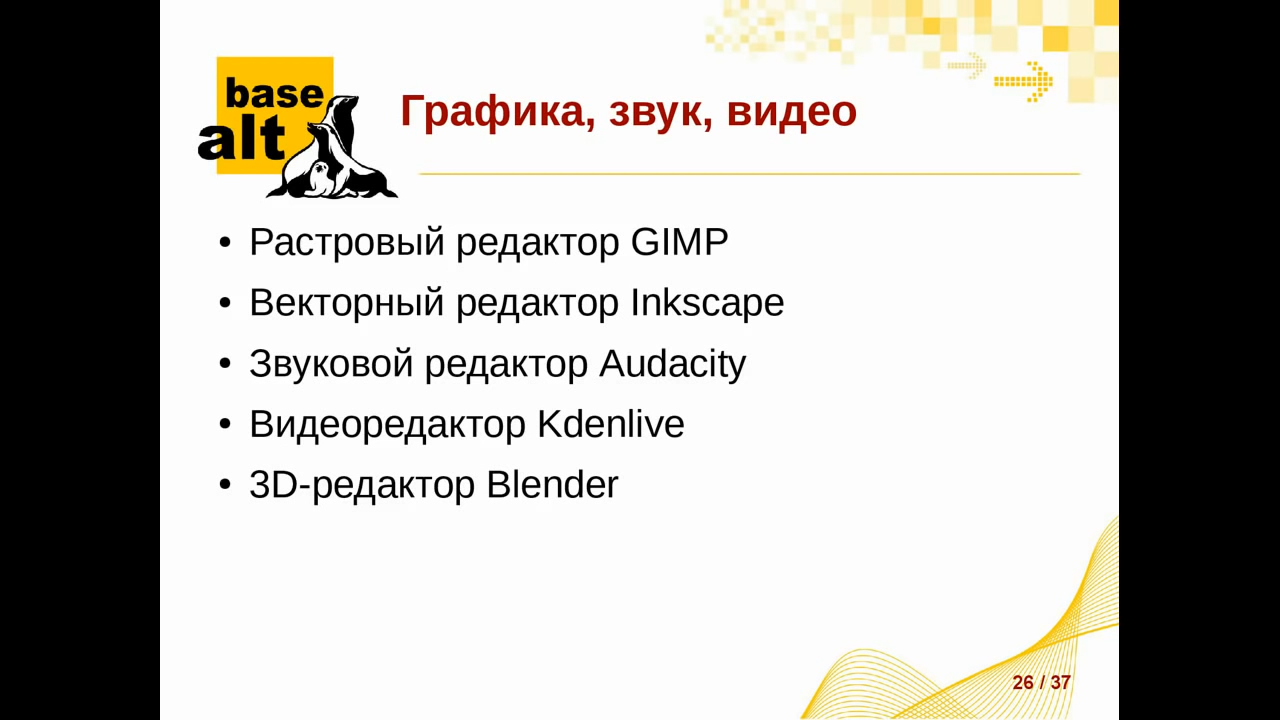 base
alt
Графика, звук, видео
• Растровый редактор GIMP
• Векторный редактор Inkscape
• Звуковой редактор Audacity
• Видеоредактор Kdenlive
• 3D-редактор Blender
26 / 37